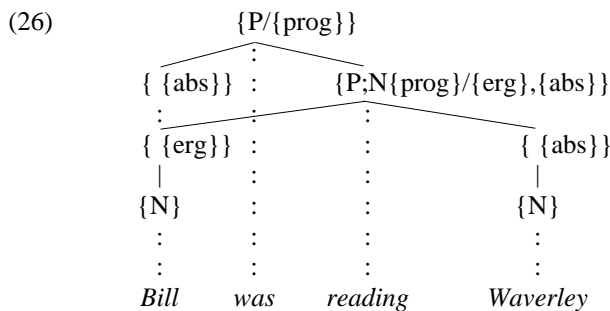 (26) {P/{prog}}
:
{ {abs}} : {P;N{prog}/{erg},{abs}}
: : :
{ {erg}} : : { {abs}}
| : : |
{N} : : {N}
: : : :
: : : :
Bill was reading Waverley